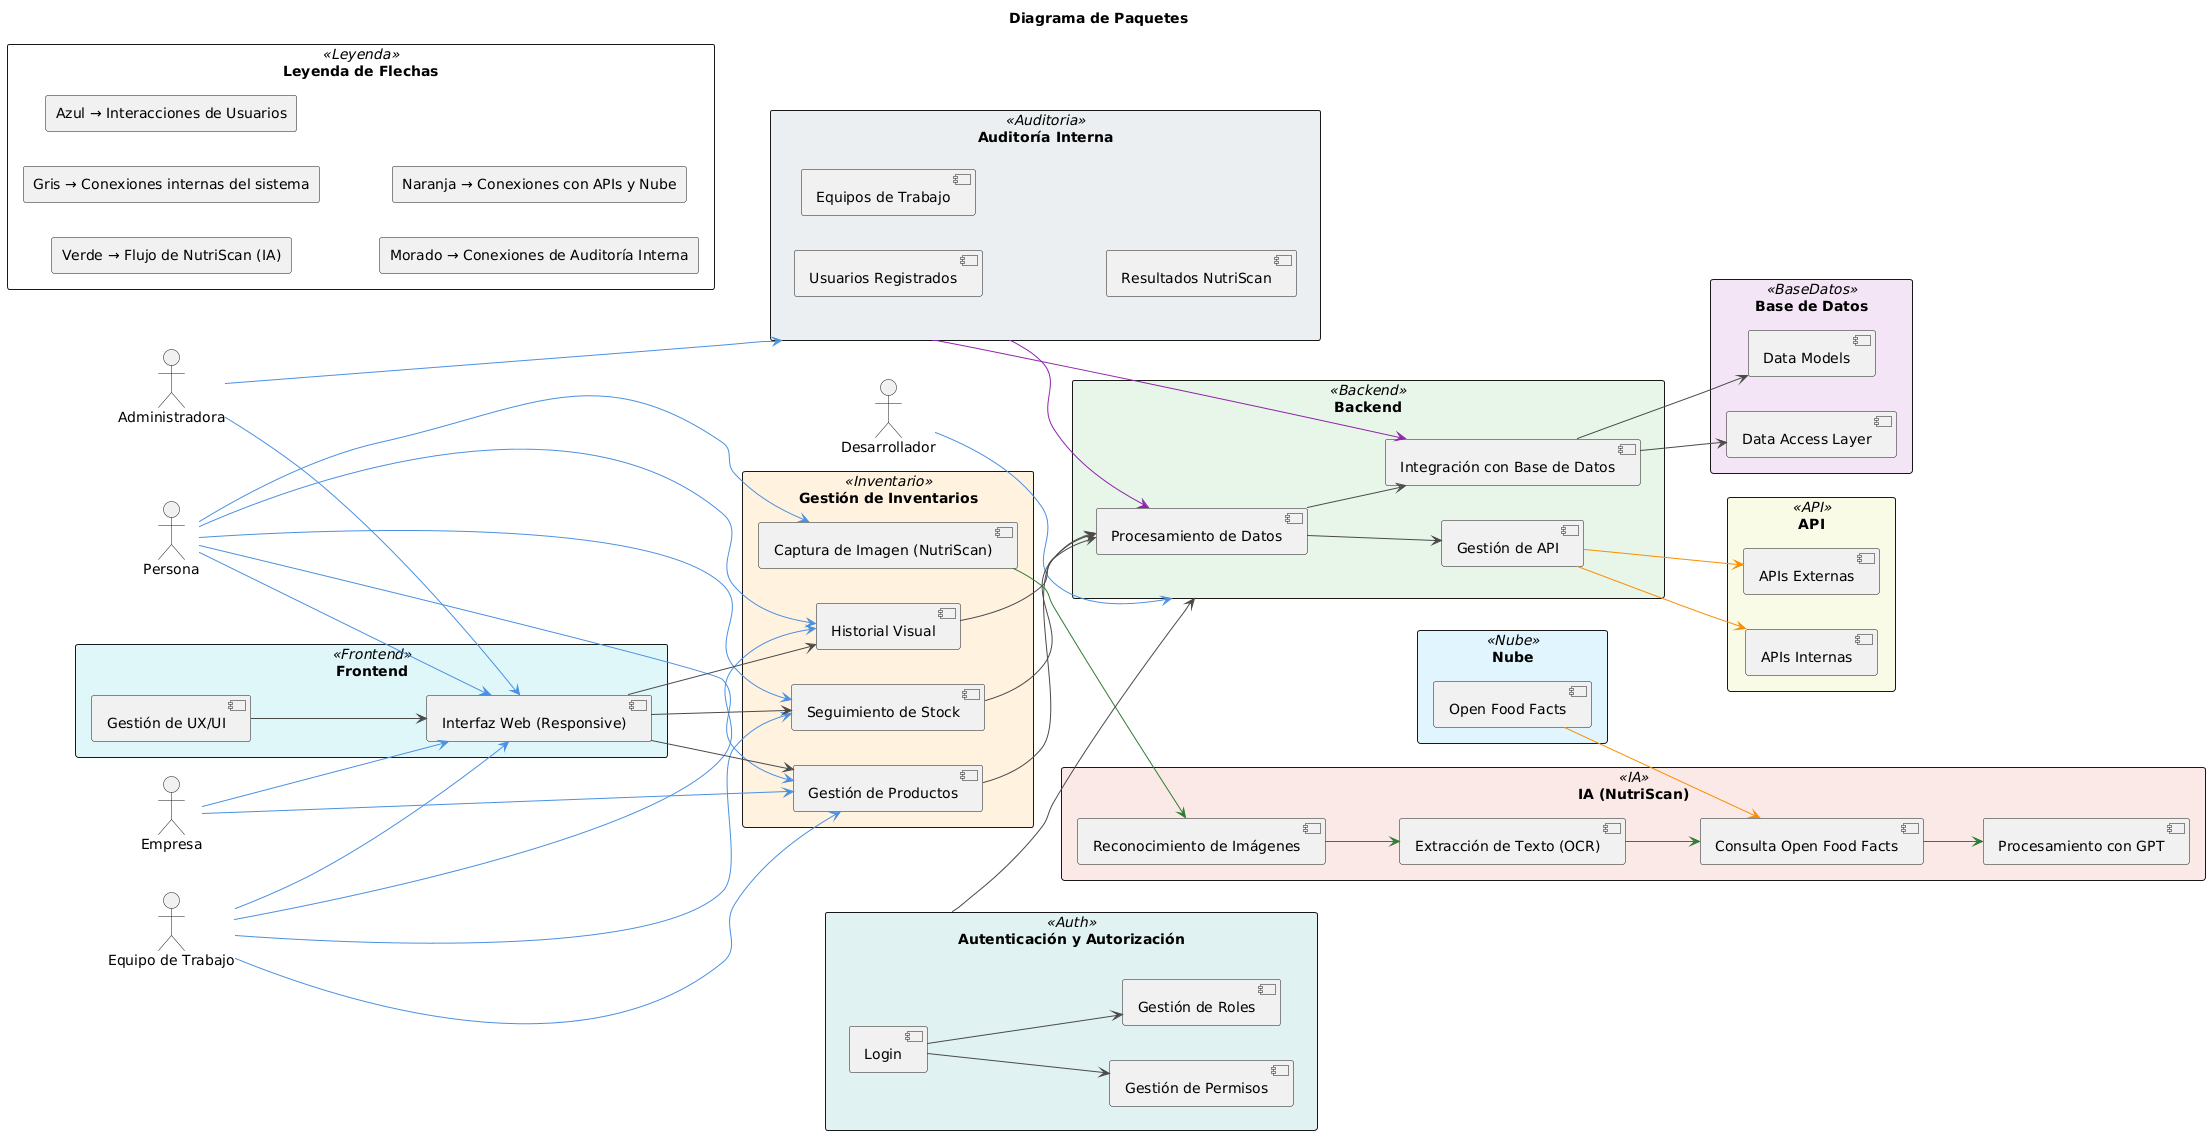 Diagrama de Paquetes
«Leyenda»
Leyenda de Flechas
Azul → Interacciones de Usuarios
Gris → Conexiones internas del sistema
Naranja → Conexiones con APIs y Nube
Verde → Flujo de NutriScan (IA)
Morado → Conexiones de Auditoría Interna
«Auditoria»
Auditoría Interna
Equipos de Trabajo
Usuarios Registrados
Resultados NutriScan
Administradora
Persona
Desarrollador
«Frontend»
Frontend
Gestión de UX/UI
Interfaz Web (Responsive)
Empresa
Equipo de Trabajo
«Inventario»
Gestión de Inventarios
Captura de Imagen (NutriScan)
Historial Visual
Seguimiento de Stock
Gestión de Productos
«Backend»
Backend
Integración con Base de Datos
Procesamiento de Datos
Gestión de API
«BaseDatos»
Base de Datos
Data Models
Data Access Layer
«API»
API
APIs Externas
APIs Internas
«Nube»
Nube
Open Food Facts
«IA»
IA (NutriScan)
Reconocimiento de Imágenes
Extracción de Texto (OCR)
Consulta Open Food Facts
Procesamiento con GPT
«Auth»
Autenticación y Autorización
Login
Gestión de Roles
Gestión de Permisos